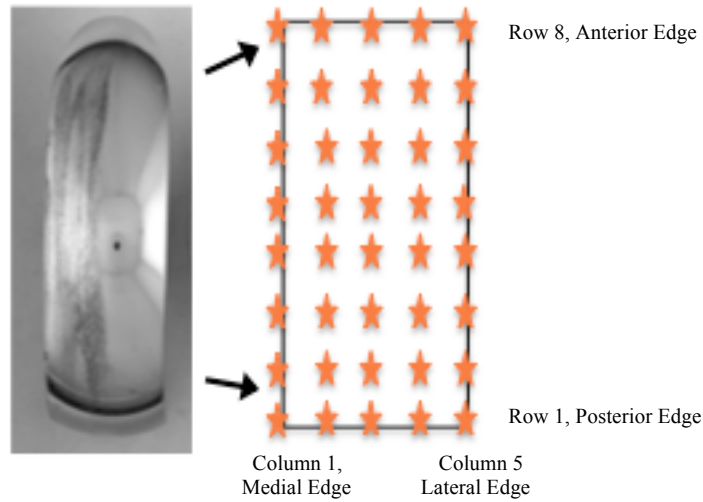 Row 8, Anterior Edge
Row 1, Posterior Edge
Column 1,
Medial Edge
Column 5
Lateral Edge